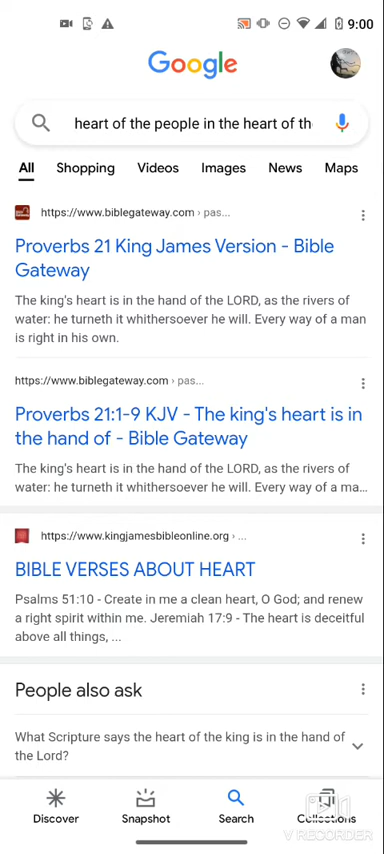 9:00
Google
heart of the people in the heart of th
All Shopping Videos Images News Maps
https://www.biblegateway.com › pas...
Proverbs 21 King James Version - Bible
Gateway
The king's heart is in the hand of the LORD, as the rivers of
water: he turneth it whithersoever he will. Every way of a man
is right in his own.
https://www.biblegateway.com › pas...
Proverbs 21:1-9 KJV - The king's heart is in
the hand of - Bible Gateway
The king's heart is in the hand of the LORD, as the rivers of
water: he turneth it whithersoever he will. Every way of a ma...
https://www.kingjamesbibleonline.org › ...
BIBLE VERSES ABOUT HEART
Psalms 51:10 - Create in me a clean heart, O God; and renew
a right spirit within me. Jeremiah 17:9 - The heart is deceitful
above all things, ...
People also ask
What Scripture says the heart of the king is in the hand of
the Lord?
Discover Snapshot Search Collections
V RECORDER